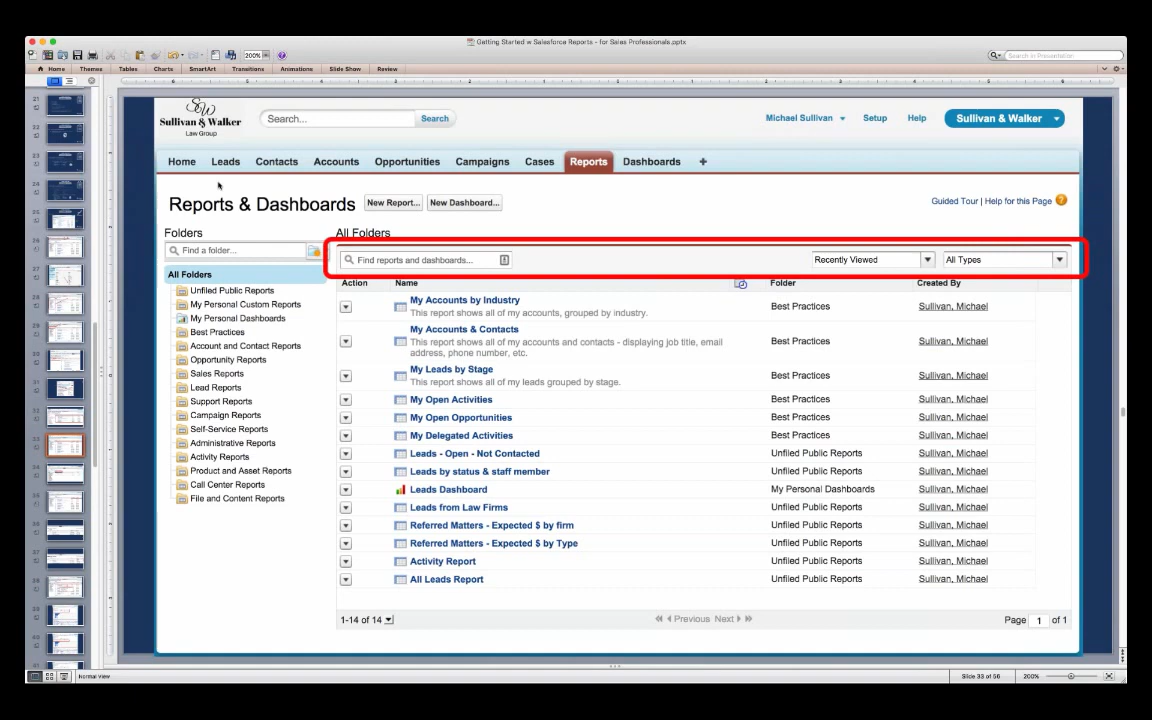 Getting Started w Salesforce Reports - for Sales Professionals.pptx
200%
Search in Presentation
Home Themes Tables Charts SmartArt Transitions Animations Slide Show Review
SW
Sullivan & Walker
Law Group
Search... Search
Michael Sullivan Setup Help Sullivan & Walker
Home Leads Contacts Accounts Opportunities Campaigns Cases Reports Dashboards +
Reports & Dashboards New Report... New Dashboard...
Guided Tour | Help for this Page ?
Folders
Find a folder...
All Folders
Unfiled Public Reports
My Personal Custom Reports
My Personal Dashboards
Best Practices
Account and Contact Reports
Opportunity Reports
Sales Reports
Lead Reports
Support Reports
Campaign Reports
Self-Service Reports
Administrative Reports
Activity Reports
Product and Asset Reports
Call Center Reports
File and Content Reports
All Folders
Find reports and dashboards... Recently Viewed All Types
Action Name Folder Created By
My Accounts by Industry
This report shows all of my accounts, grouped by industry.
Best Practices Sullivan, Michael
My Accounts & Contacts
This report shows all of my accounts and contacts - displaying job title, email
address, phone number, etc.
Best Practices Sullivan, Michael
My Leads by Stage
This report shows all of my leads grouped by stage.
Best Practices Sullivan, Michael
My Open Activities Best Practices Sullivan, Michael
My Open Opportunities Best Practices Sullivan, Michael
My Delegated Activities Best Practices Sullivan, Michael
Leads - Open - Not Contacted Unfiled Public Reports Sullivan, Michael
Leads by status & staff member Unfiled Public Reports Sullivan, Michael
Leads Dashboard My Personal Dashboards Sullivan, Michael
Leads from Law Firms Unfiled Public Reports Sullivan, Michael
Referred Matters - Expected $ by firm Unfiled Public Reports Sullivan, Michael
Referred Matters - Expected $ by Type Unfiled Public Reports Sullivan, Michael
Activity Report Unfiled Public Reports Sullivan, Michael
All Leads Report Unfiled Public Reports Sullivan, Michael
1-14 of 14 Previous Next Page 1 of 1
Normal View Slide 33 of 56 200%